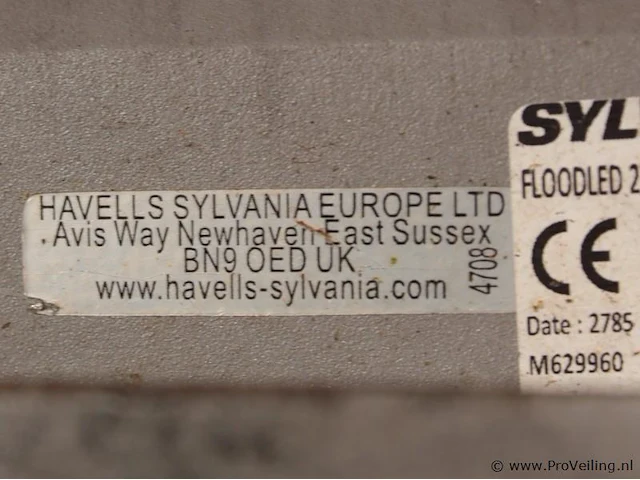 HAVELLS SYLVANIA EUROPE LTD
Avis Way Newhaven East Sussex
BN9 OED UK
www.havells-sylvania.com
4708
SYL
FLOODLED 2
CE
Date : 2785
M629960
© www.ProVeiling.nl